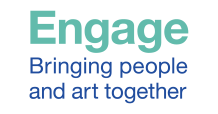 Engage
Bringing people
and art together